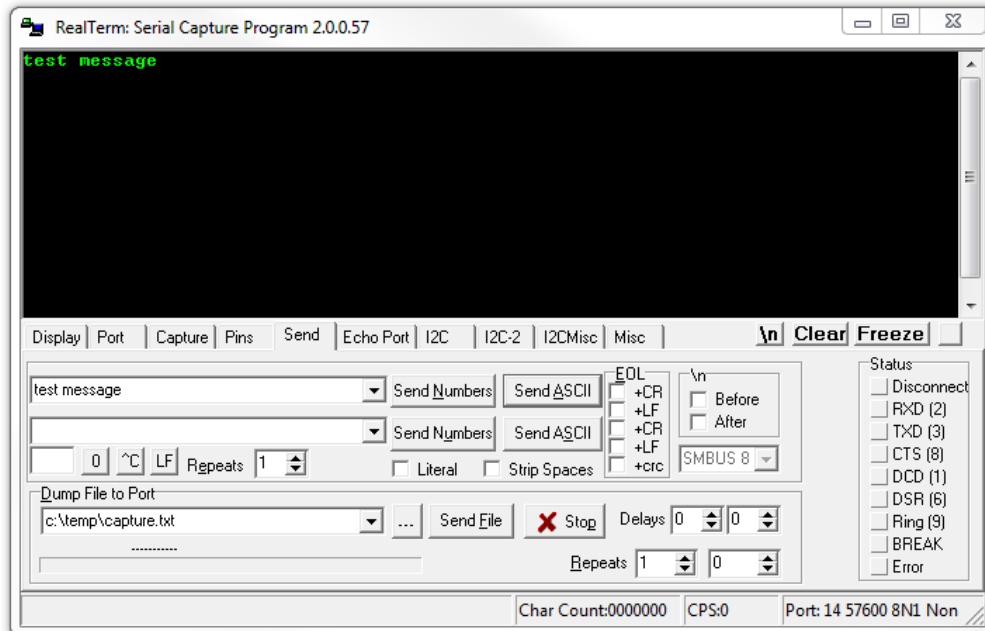 RealTerm: Serial Capture Program 2.0.0.57
test message
Display Port Capture Pins Send Echo Port I2C I2C-2 I2CMisc Misc \n Clear Freeze
EOL \n Status
test message Send Numbers Send ASCII +CR Before Disconnect
+LF After RXD (2)
Send Numbers Send ASCII +CR TXD (3)
+LF CTS (8)
0 ^C LF Repeats 1 Literal Strip Spaces +crc SMBUS 8 DCD (1)
Dump File to Port DSR (6)
c:\temp\capture.txt ... Send File Stop Delays 0 0 Ring (9)
----------- BREAK
Repeats 1 0 Error
Char Count:0000000 CPS:0 Port: 14 57600 8N1 Non